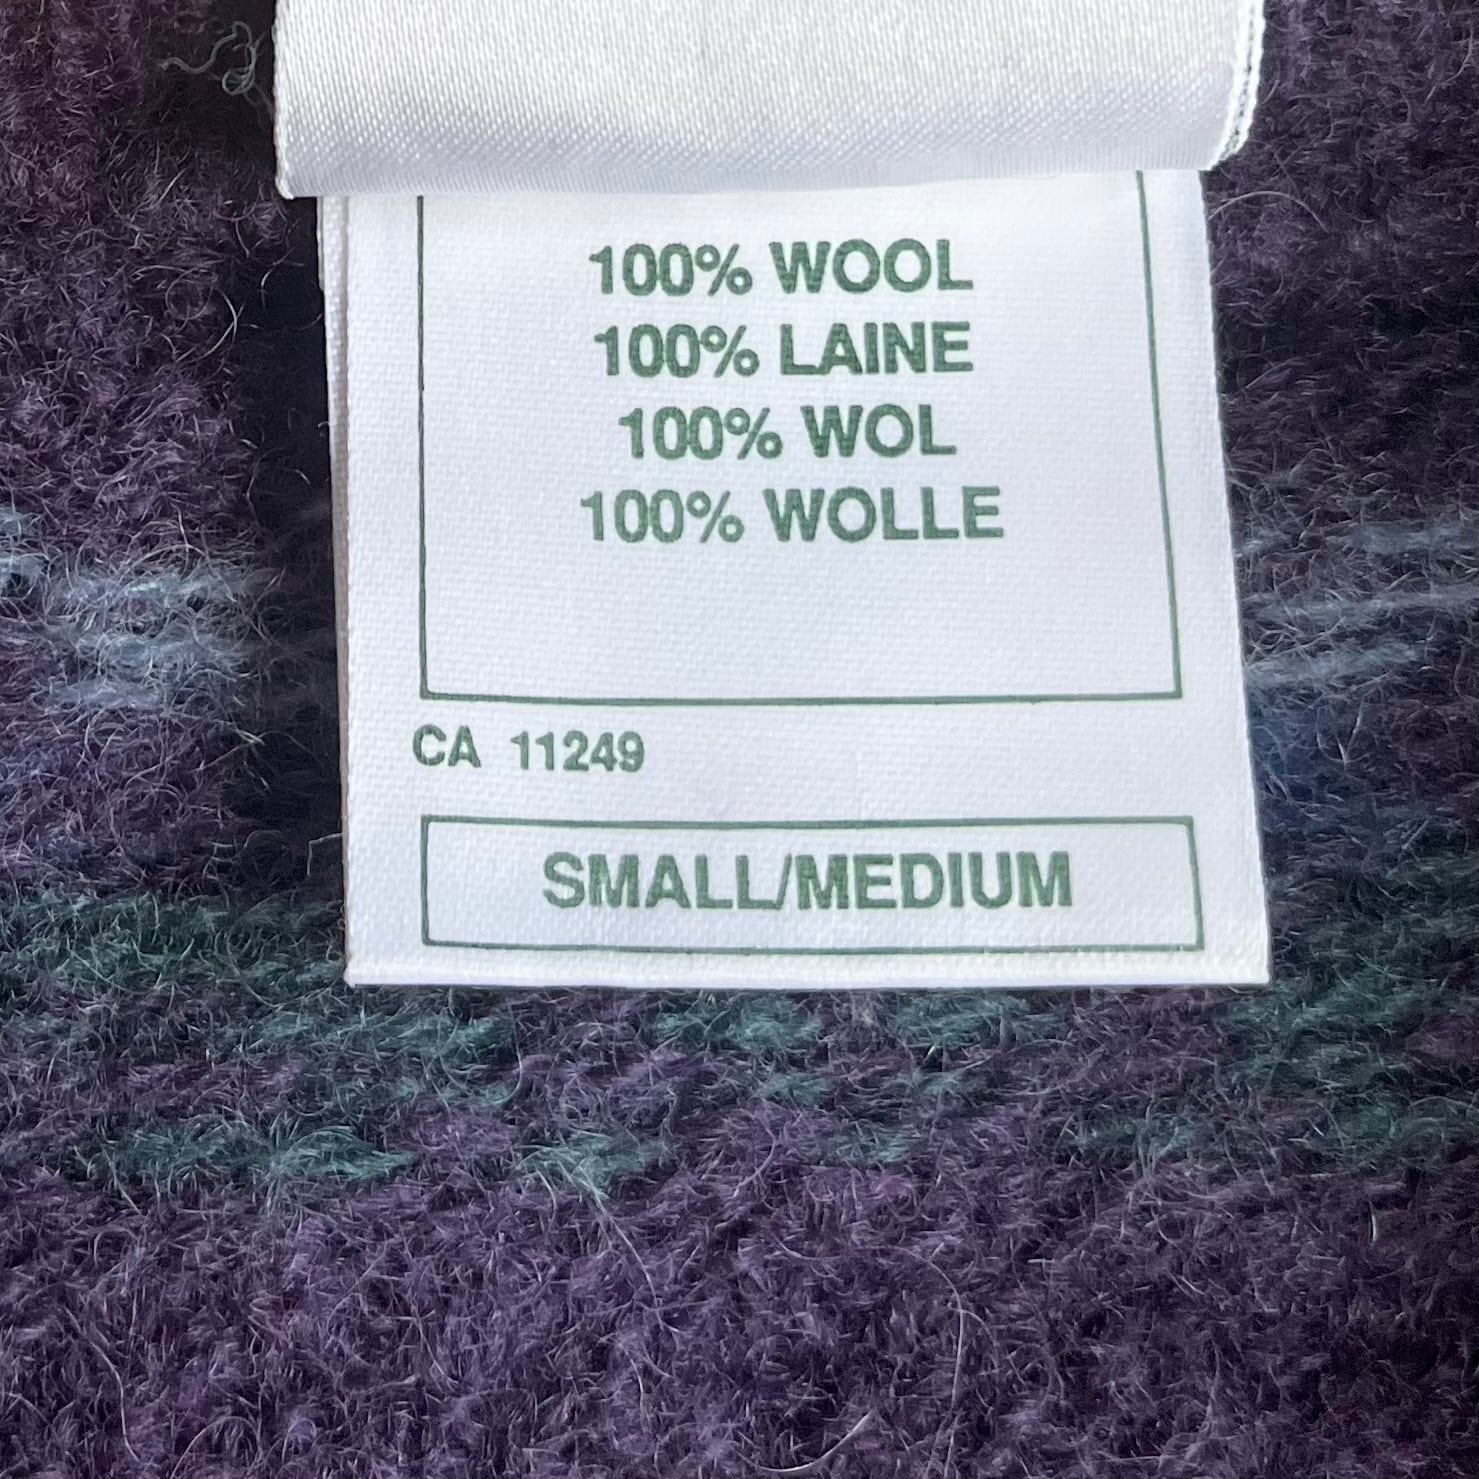 100% WOOL
100% LAINE
100% WOL
100% WOLLE
CA 11249
SMALL/MEDIUM